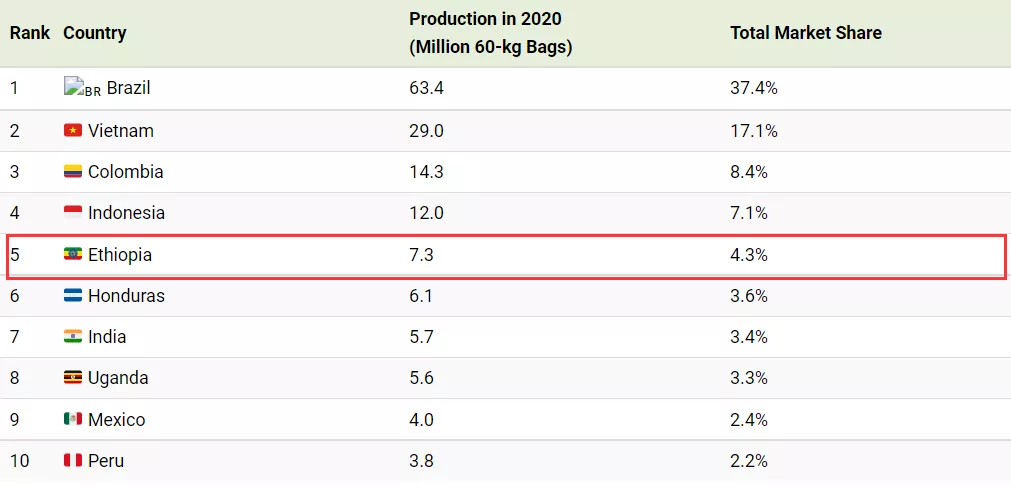 Rank Country Production in 2020 (Million 60-kg Bags) Total Market Share
1 BR Brazil 63.4 37.4%
2 Vietnam 29.0 17.1%
3 Colombia 14.3 8.4%
4 Indonesia 12.0 7.1%
5 Ethiopia 7.3 4.3%
6 Honduras 6.1 3.6%
7 India 5.7 3.4%
8 Uganda 5.6 3.3%
9 Mexico 4.0 2.4%
10 Peru 3.8 2.2%